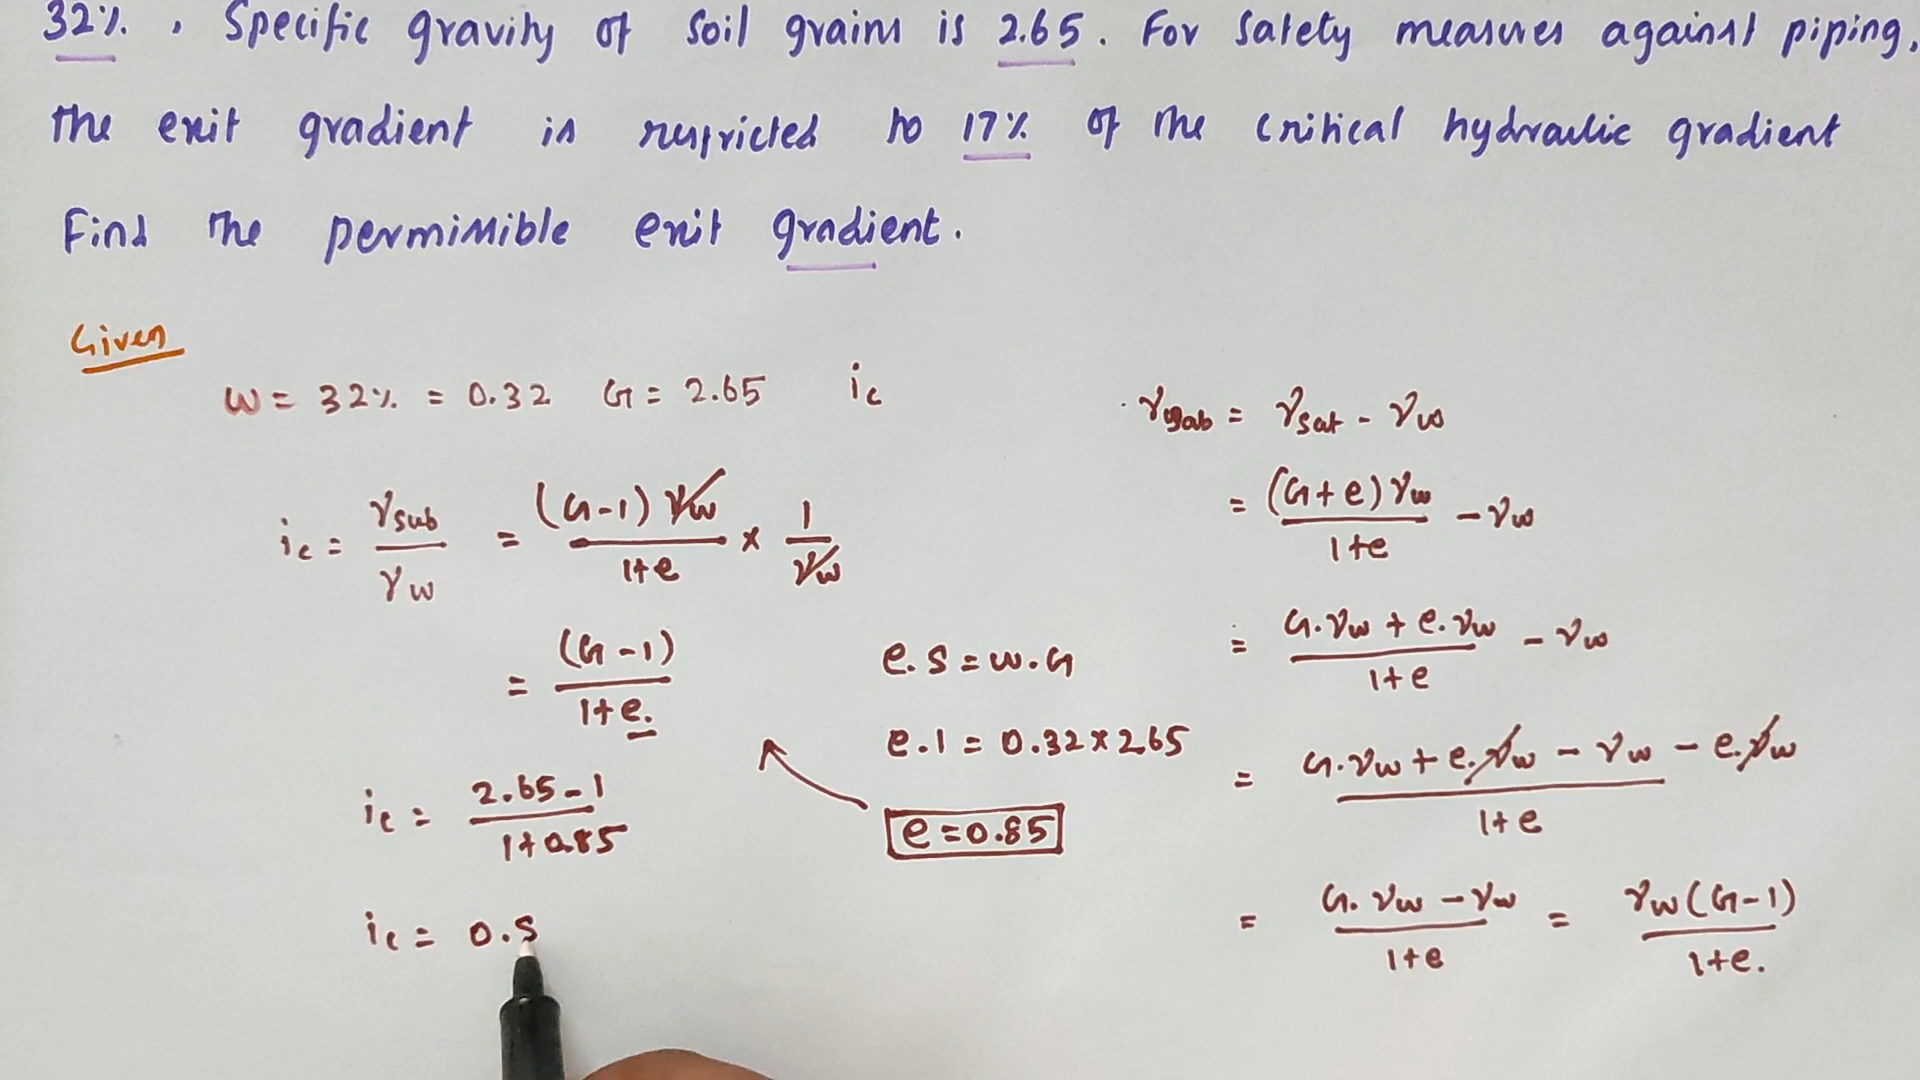 32%. , Specific gravity of soil grains is 2.65. For safety measures against piping,
the exit gradient is restricted to 17% of the critical hydraulic gradient
Find the permissible exit gradient.
Given
w = 32% = 0.32 G = 2.65 ic
ic = γsub / γw = (G-1) γw / 1+e × 1 / γw
= (G-1) / 1+e.
ic = 2.65-1 / 1+0.85
ic = 0.5
e.s = w.G
e.1 = 0.32 × 2.65
e = 0.85
γsub = γsat - γw
= (G+e) γw / 1+e - γw
= G.γw + e.γw / 1+e - γw
= G.γw + e.γw - γw - e.γw / 1+e
= G.γw - γw / 1+e = γw (G-1) / 1+e.